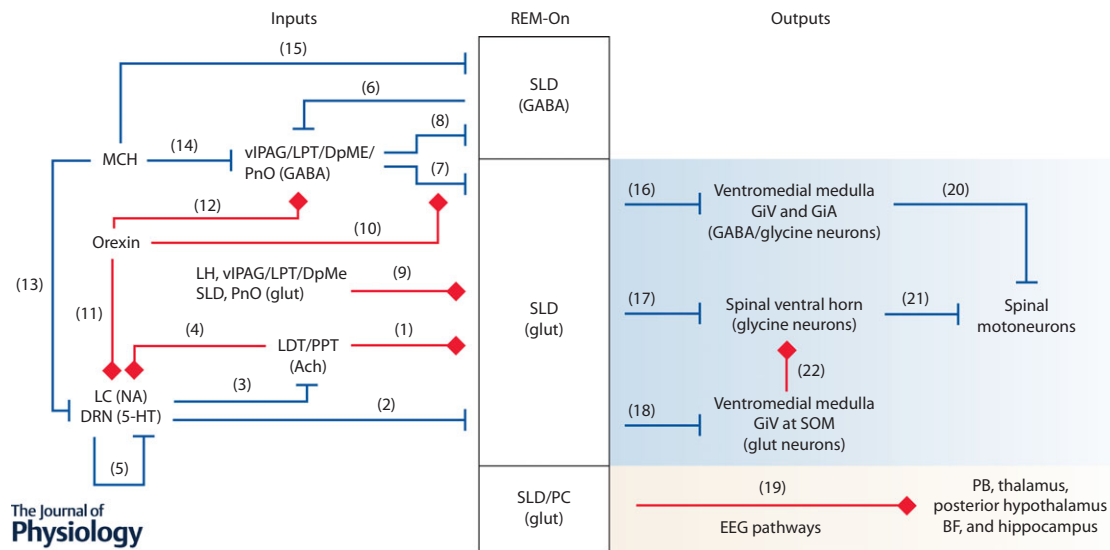 Inputs
REM-On
Outputs
(15)
SLD
(GABA)
(6)
(8)
MCH
(14)
vlPAG/LPT/DpME/
PnO (GABA)
(7)
(16)
Ventromedial medulla
GiV and GiA
(GABA/glycine neurons)
(20)
(12)
(10)
Orexin
(13)
LH, vlPAG/LPT/DpMe
SLD, PnO (glut)
(9)
SLD
(glut)
(17)
Spinal ventral horn
(glycine neurons)
(21)
Spinal
motoneurons
(11)
(4)
LDT/PPT
(Ach)
(1)
(22)
LC (NA)
DRN (5-HT)
(3)
(2)
(18)
Ventromedial medulla
GiV at SOM
(glut neurons)
(5)
SLD/PC
(glut)
(19)
EEG pathways
PB, thalamus,
posterior hypothalamus
BF, and hippocampus
The Journal of
Physiology